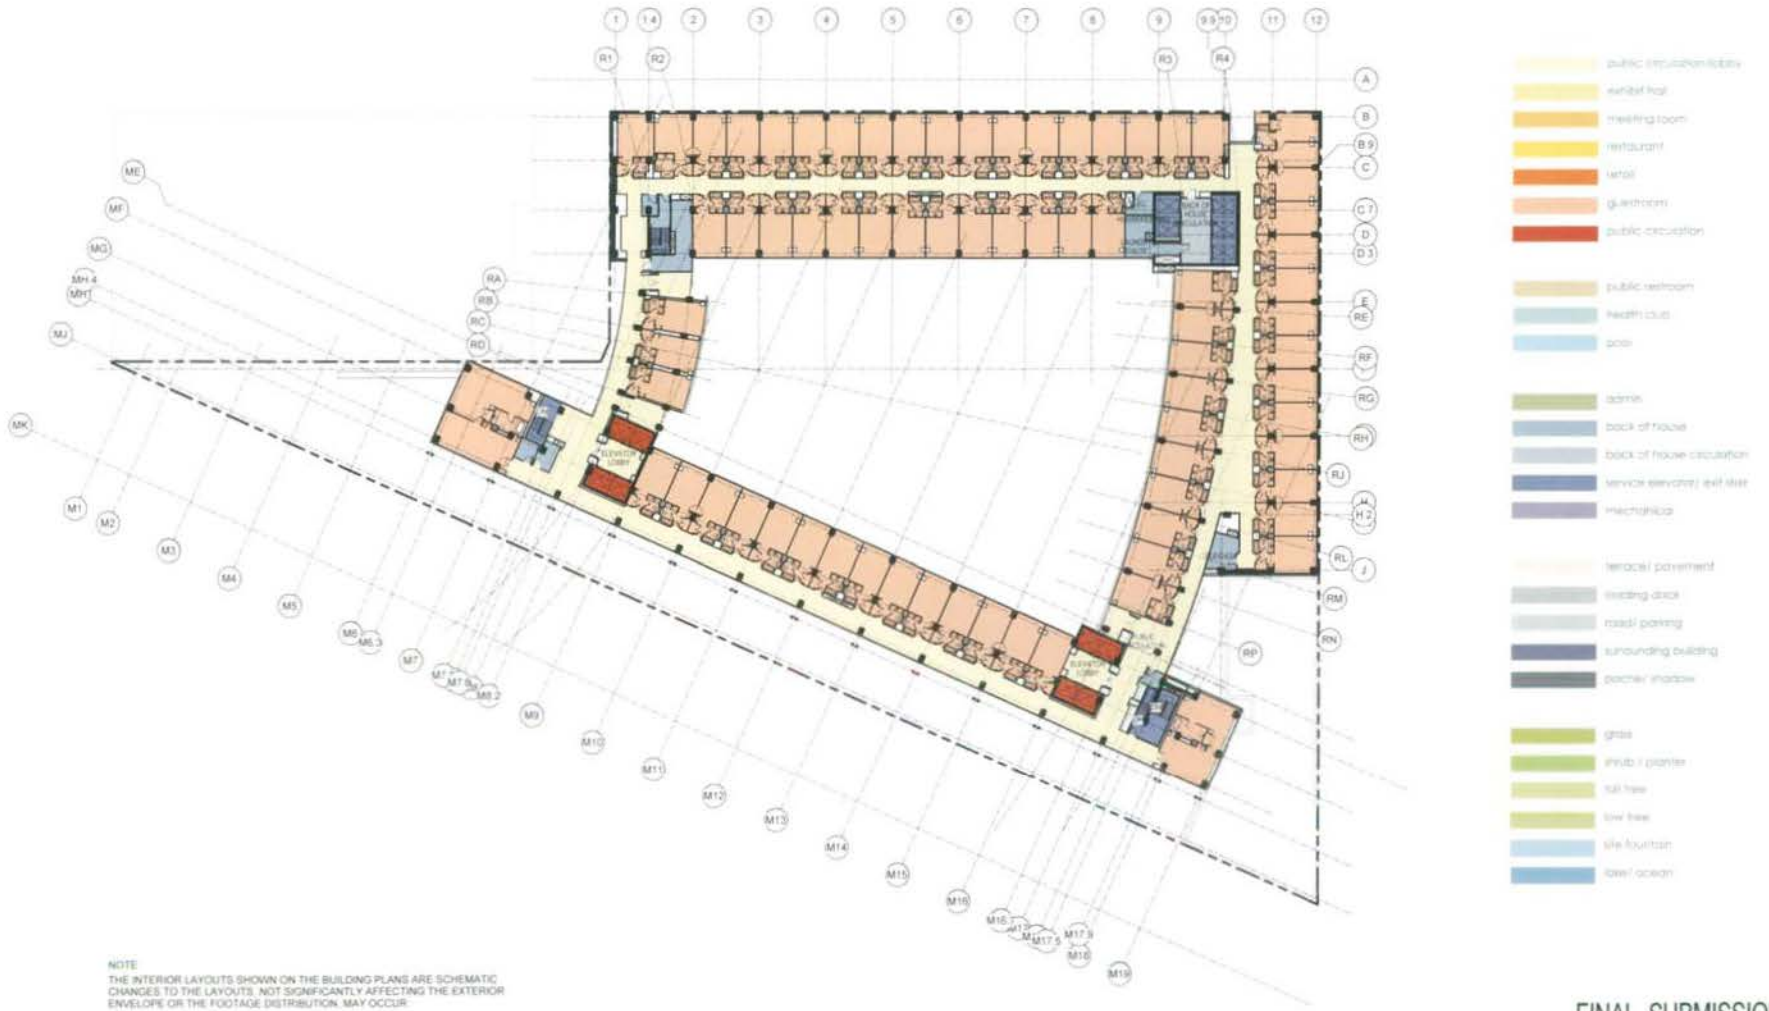 1 1.4 2 3 4 5 6 7 8 9 9.9 10 11 12
R1 R2 R3 R4
A
B
B.9
C
C.7
D
D.3
E
RE
RF
RG
RH
RJ
H
H.2
RL
J
RM
RN
RP
ME
MF
MG
MH.4
MH
MJ
MK
RA
RB
RC
RD
BACK OF
HOUSE
ELEVATOR
LOBBY
ELEVATOR
LOBBY
M1
M2
M3
M4
M5
M6
M6.3
M7
M8.2
M9
M10
M11
M12
M13
M14
M15
M16
M17.5
M17.9
M18
M19
public circulation/lobby
exhibit hall
meeting room
restaurant
retail
guestroom
public circulation
public restroom
health club
pool
admin
back of house
back of house circulation
service elevator/ exit stair
mechanical
terrace/ pavement
loading dock
road/ parking
surrounding building
poche/ shadow
grass
shrub / planter
tall tree
low tree
site fountain
lake/ ocean
NOTE
THE INTERIOR LAYOUTS SHOWN ON THE BUILDING PLANS ARE SCHEMATIC
CHANGES TO THE LAYOUTS, NOT SIGNIFICANTLY AFFECTING THE EXTERIOR
ENVELOPE OR THE FOOTAGE DISTRIBUTION, MAY OCCUR.
FINAL SUBMISSION